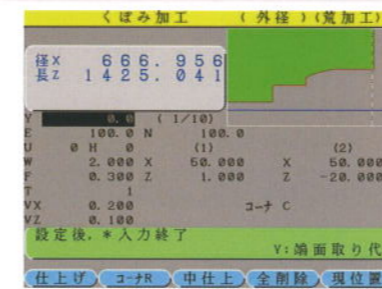 くぼみ加工 (外径)(荒加工)
径X 666.956
長Z 1425.041
Y 0.0 (1/10)
E 100.0 N 100.0
U 0 H 0 (1) (2)
W 2.000 X 50.000 X 50.000
F 0.300 Z 1.000 Z -20.000
T 1
VX 0.200 コーナ C
VZ 0.100
設定後,*入力終了
Y:端面取り代
仕上げ コーナR 中仕上 全削除 現位置